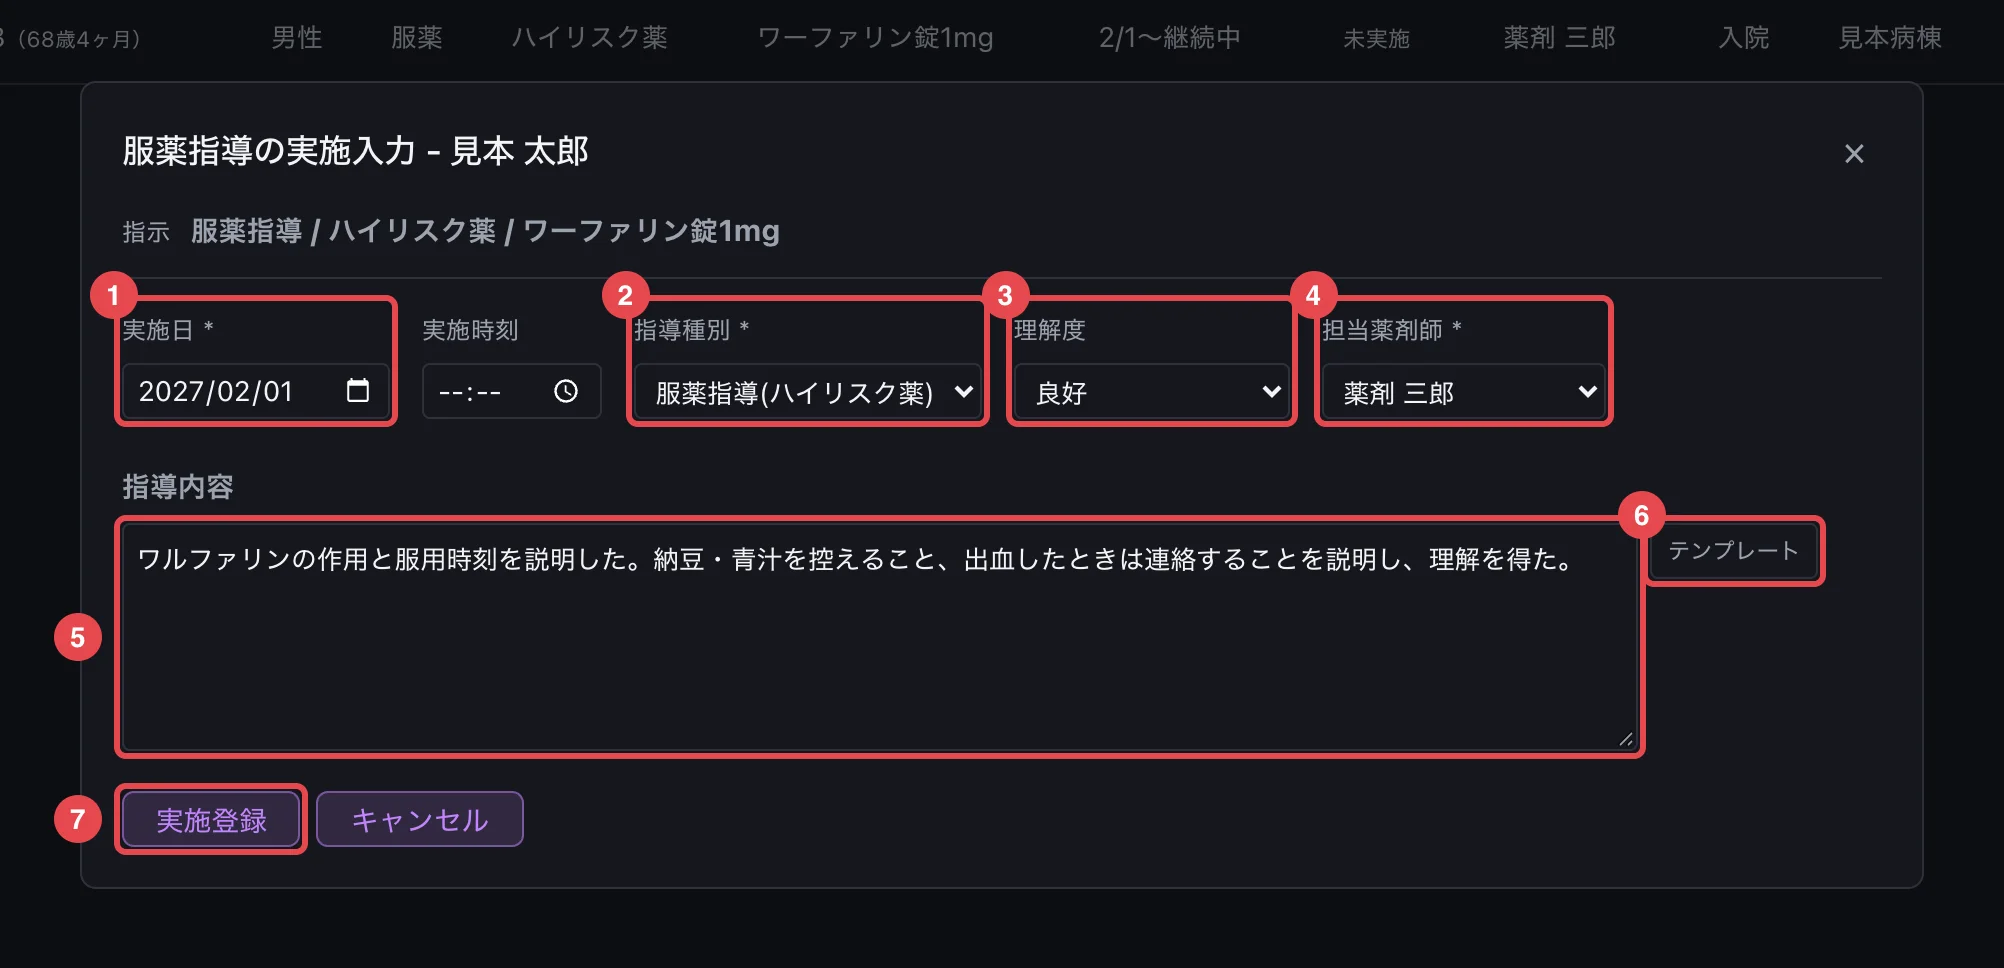 3（68歳4ヶ月） 男性 服薬 ハイリスク薬 ワーファリン錠1mg 2/1〜継続中 未実施 薬剤 三郎 入院 見本病棟
服薬指導の実施入力 - 見本 太郎 ×
指示 服薬指導 / ハイリスク薬 / ワーファリン錠1mg
1 2 3 4
実施日 * 実施時刻 指導種別 * 理解度 担当薬剤師 *
2027/02/01 --:-- 服薬指導(ハイリスク薬) 良好 薬剤 三郎
指導内容
6
ワルファリンの作用と服用時刻を説明した。納豆・青汁を控えること、出血したときは連絡することを説明し、理解を得た。 テンプレート
5
7 実施登録 キャンセル